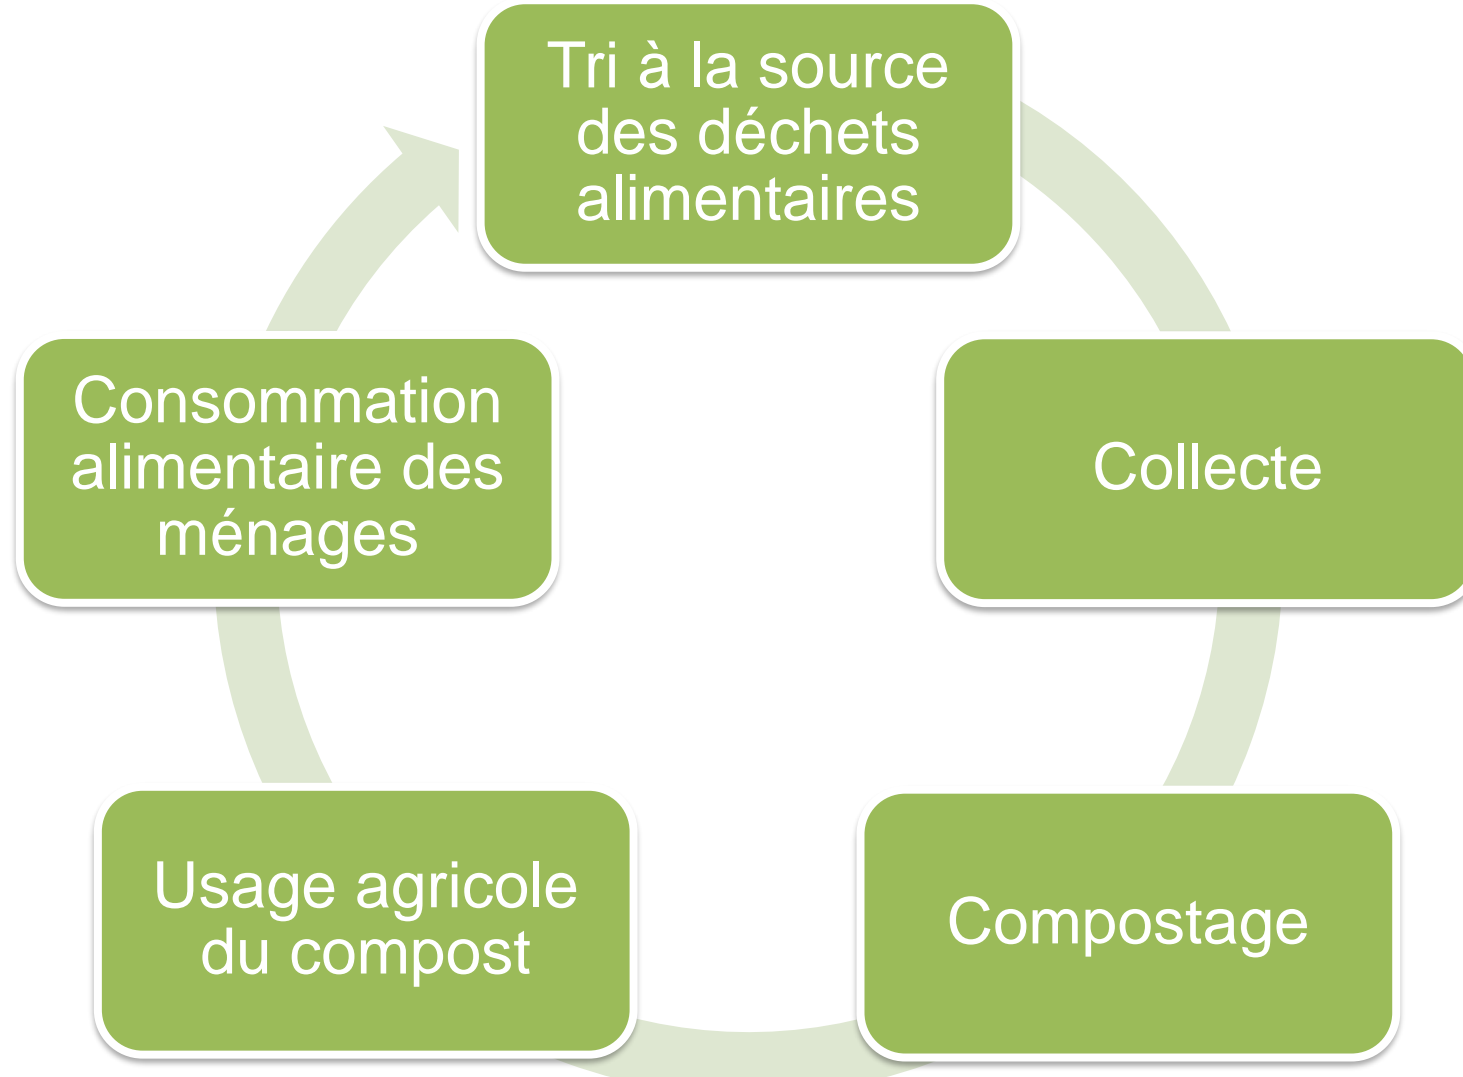 Tri à la source
des déchets
alimentaires
Consommation
alimentaire des
ménages
Collecte
Usage agricole
du compost
Compostage